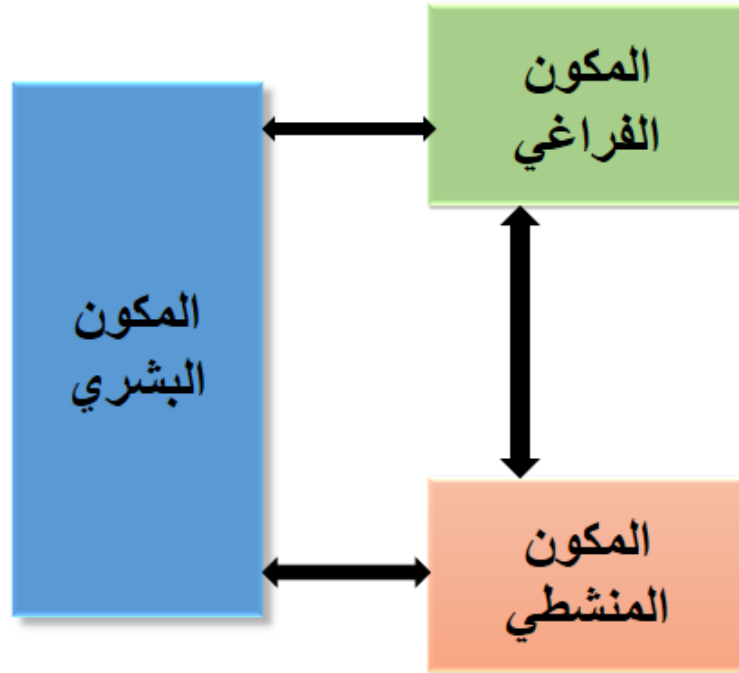 المكون
الفراغي
المكون
البشري
المكون
المنشطي